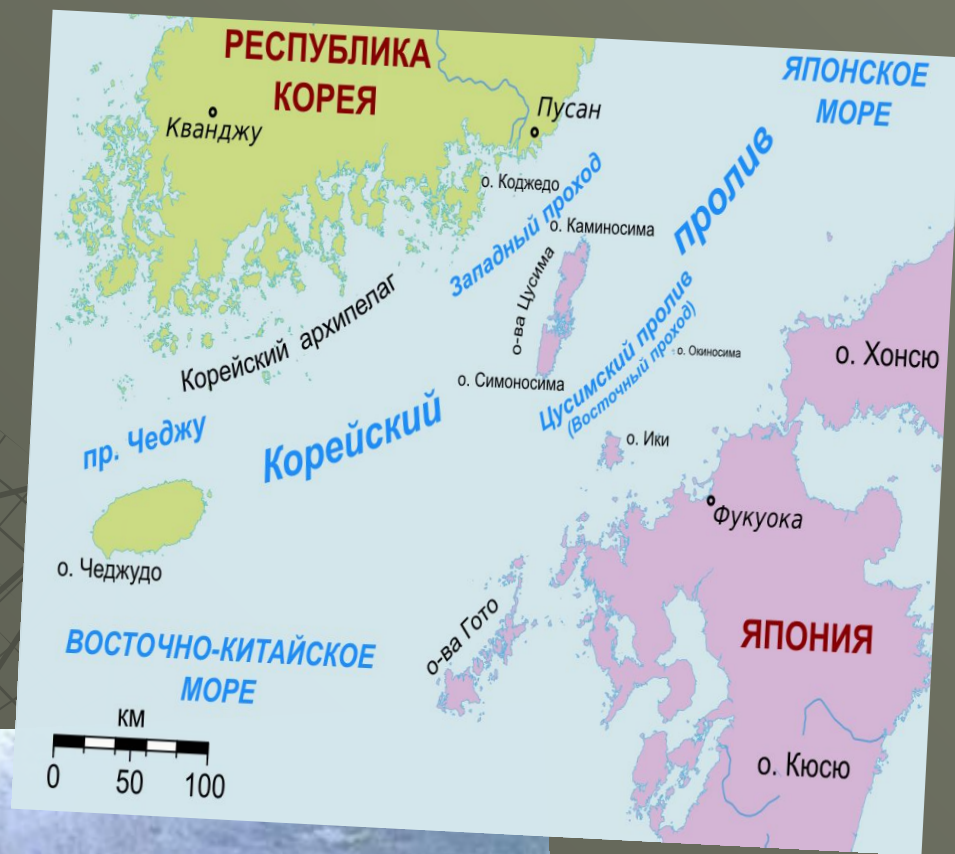 РЕСПУБЛИКА
КОРЕЯ
ЯПОНСКОЕ
МОРЕ
Кванджу
Пусан
о. Коджедо
Западный проход
пролив
о. Каминосима
о-ва Цусима
Корейский архипелаг
Цусимский пролив
(Восточный проход)
о. Окиносима
о. Хонсю
о. Симоносима
пр. Чеджу
Корейский
о. Ики
Фукуока
о. Чеджудо
о-ва Гото
ВОСТОЧНО-КИТАЙСКОЕ
МОРЕ
ЯПОНИЯ
км
0 50 100
о. Кюсю